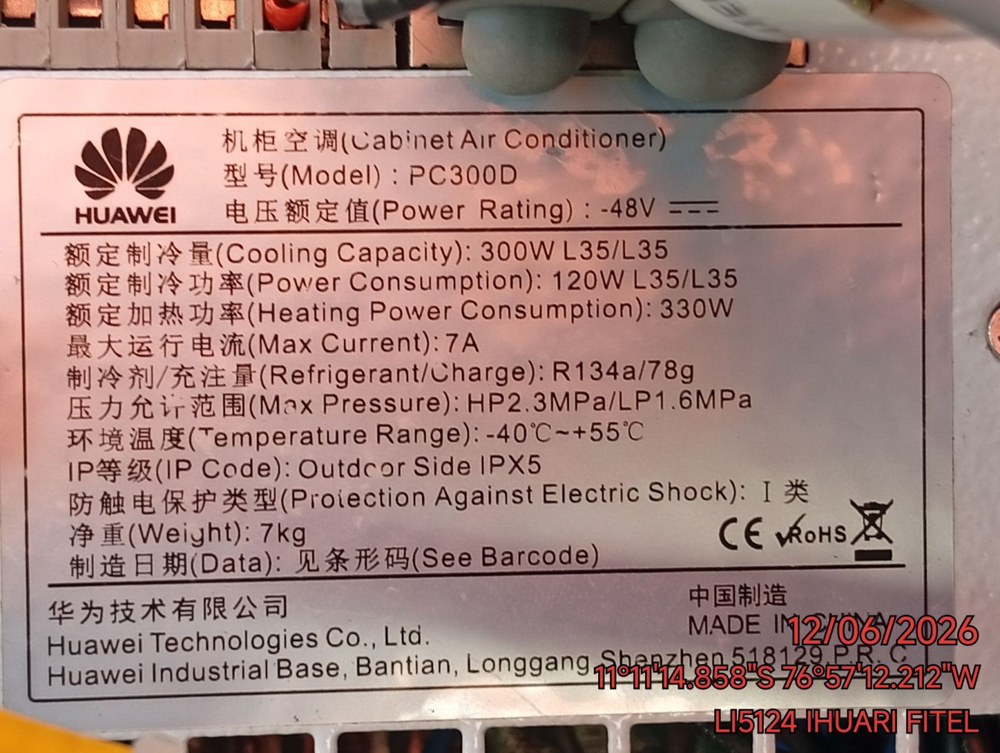 HUAWEI
机柜空调(Cabinet Air Conditioner)
型号(Model) : PC300D
电压额定值(Power Rating) : -48V
额定制冷量(Cooling Capacity): 300W L35/L35
额定制冷功率(Power Consumption): 120W L35/L35
额定加热功率(Heating Power Consumption): 330W
最大运行电流(Max Current): 7A
制冷剂/充注量(Refrigerant/Charge): R134a/78g
压力允许范围(Max Pressure): HP2.3MPa/LP1.6MPa
环境温度(Temperature Range): -40℃~+55℃
IP等级(IP Code): Outdoor Side IPX5
防触电保护类型(Protection Against Electric Shock): I 类
净重(Weight): 7kg
制造日期(Data): 见条形码(See Barcode)
CE RoHS
华为技术有限公司
Huawei Technologies Co., Ltd.
Huawei Industrial Base, Bantian, Longgang Shenzhen 518129,P.R. C
中国制造
MADE IN CHINA
12/06/2026
11°11'14.858"S 76°57'12.212"W
LI5124 IHUARI FITEL